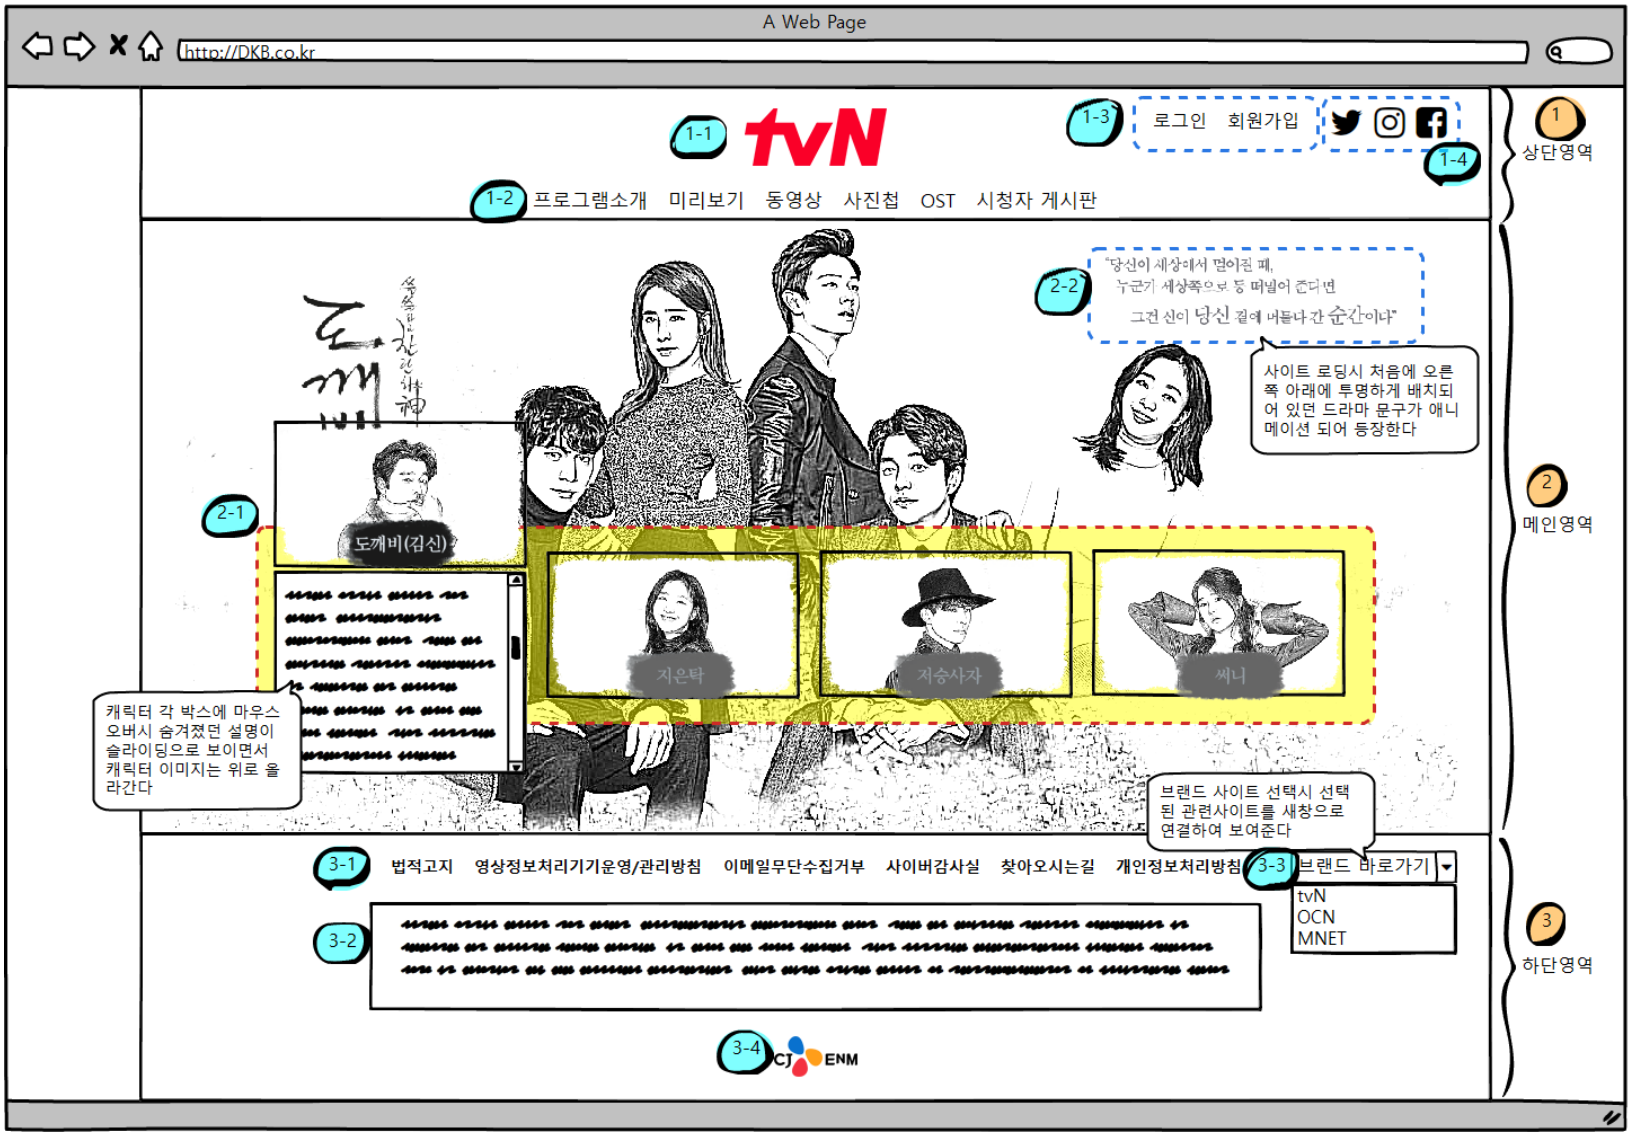 A Web Page
http://DKB.co.kr
1-1
tvN
1-3
로그인 회원가입
1-4
1
상단영역
1-2
프로그램소개 미리보기 동영상 사진첩 OST 시청자 게시판
쓸쓸하고 찬란하神
도깨비
2-2
"당신이 세상에서 멀어질 때,
누군가 세상쪽으로 등 떠밀어 준다면
그건 신이 당신 곁에 머물다 간 순간이다"
사이트 로딩시 처음에 오른
쪽 아래에 투명하게 배치되
어 있던 드라마 문구가 애니
메이션 되어 등장한다
2
메인영역
2-1
도깨비(김신)
지은탁
저승사자
써니
캐릭터 각 박스에 마우스
오버시 숨겨졌던 설명이
슬라이딩으로 보이면서
캐릭터 이미지는 위로 올
라간다
브랜드 사이트 선택시 선택
된 관련사이트를 새창으로
연결하여 보여준다
3-1
법적고지 영상정보처리기기운영/관리방침 이메일무단수집거부 사이버감사실 찾아오시는길 개인정보처리방침
3-3
브랜드 바로가기
tvN
OCN
MNET
3-2
3
하단영역
3-4
CJ ENM